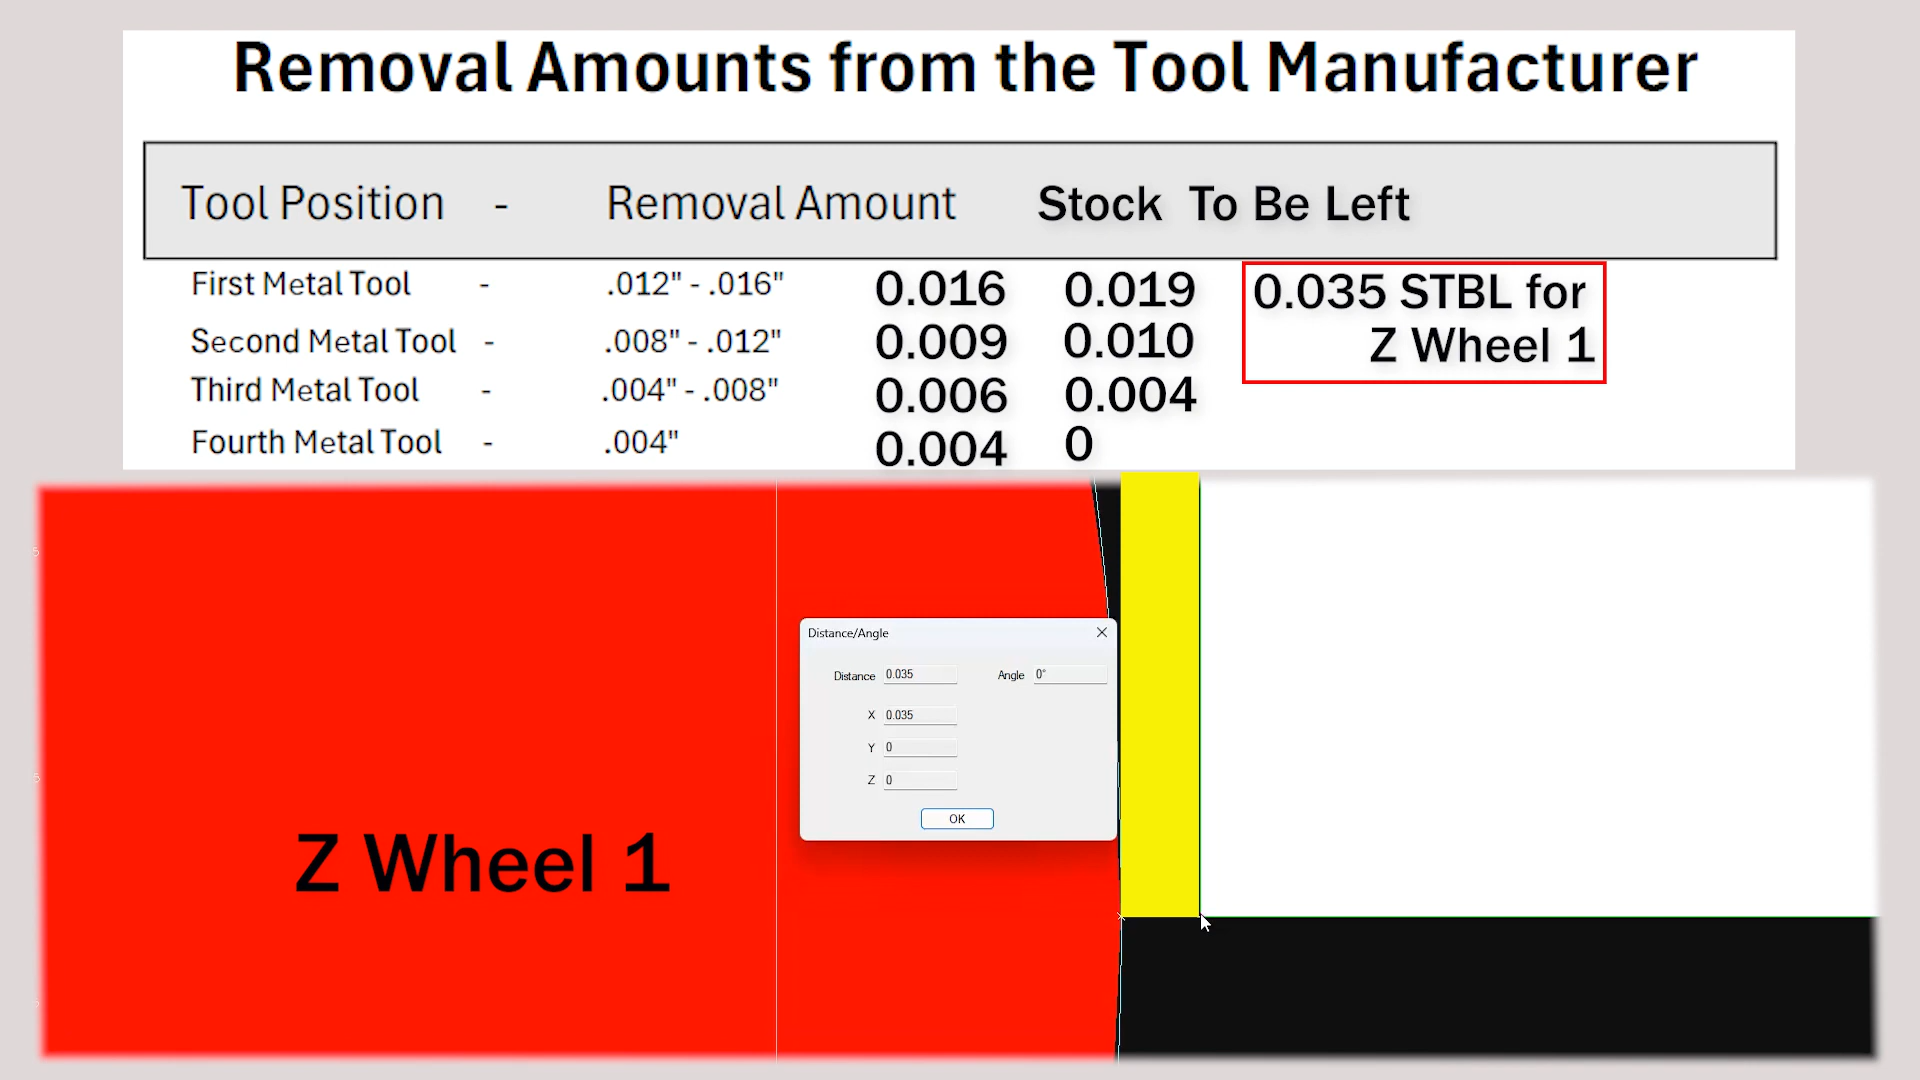 Removal Amounts from the Tool Manufacturer
Tool Position - Removal Amount Stock To Be Left
First Metal Tool - .012" - .016" 0.016 0.019 0.035 STBL for
Second Metal Tool - .008" - .012" 0.009 0.010 Z Wheel 1
Third Metal Tool - .004" - .008" 0.006 0.004
Fourth Metal Tool - .004" 0.004 0
Distance/Angle
Distance 0.035 Angle 0°
X 0.035
Y 0
Z 0
OK
Z Wheel 1